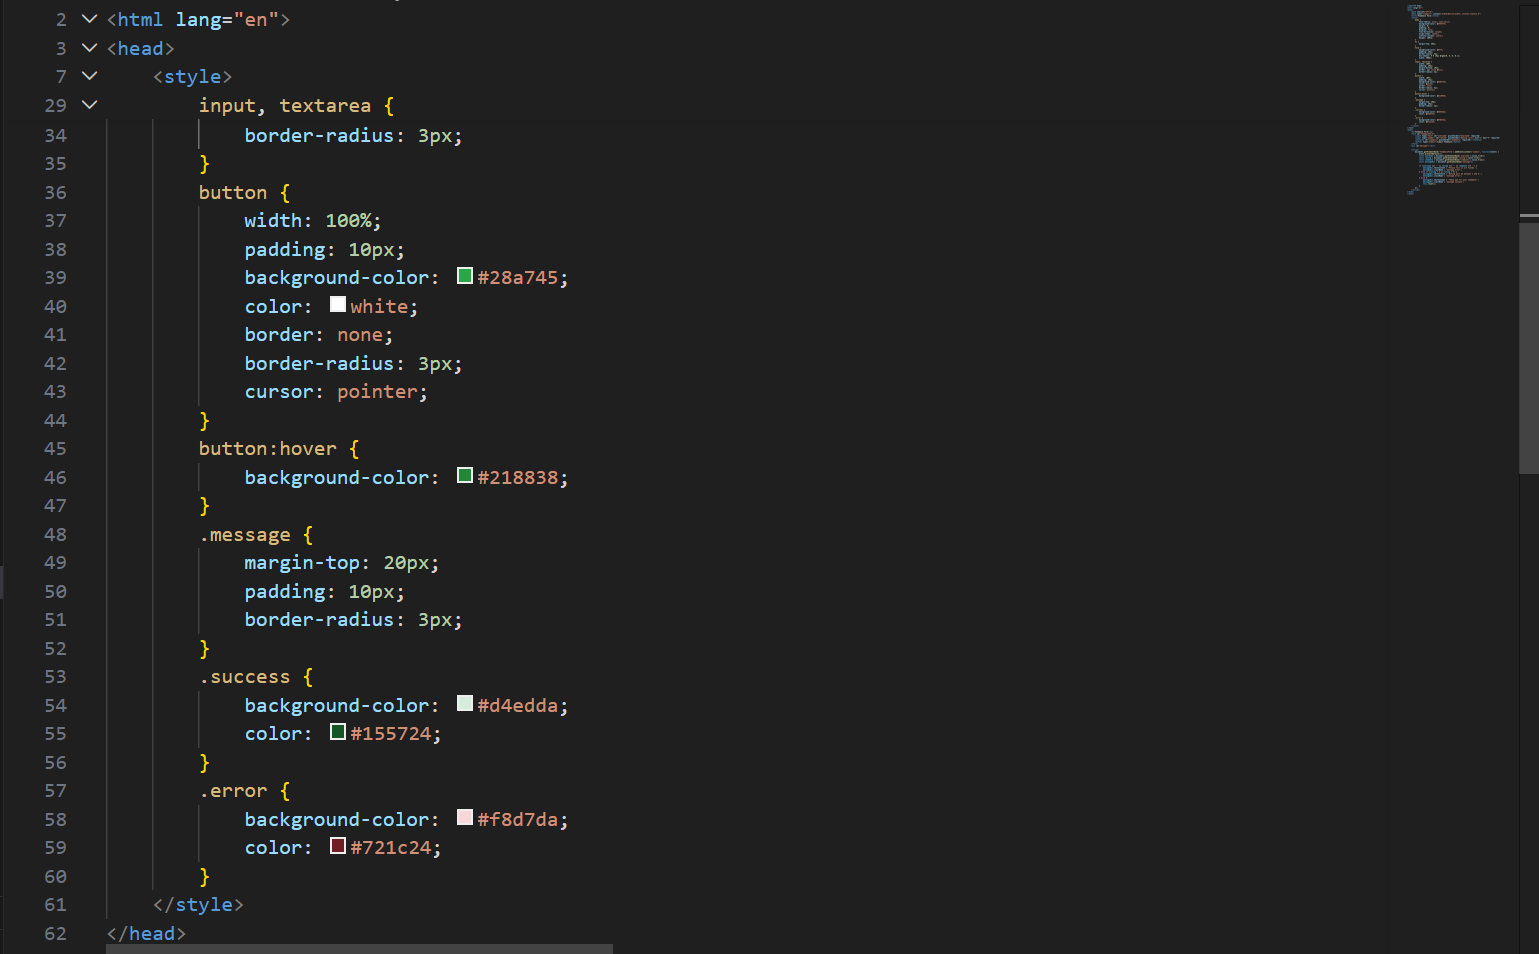 2 <html lang="en">
3 <head>
7 <style>
29 input, textarea {
34 border-radius: 3px;
35 }
36 button {
37 width: 100%;
38 padding: 10px;
39 background-color: #28a745;
40 color: white;
41 border: none;
42 border-radius: 3px;
43 cursor: pointer;
44 }
45 button:hover {
46 background-color: #218838;
47 }
48 .message {
49 margin-top: 20px;
50 padding: 10px;
51 border-radius: 3px;
52 }
53 .success {
54 background-color: #d4edda;
55 color: #155724;
56 }
57 .error {
58 background-color: #f8d7da;
59 color: #721c24;
60 }
61 </style>
62 </head>